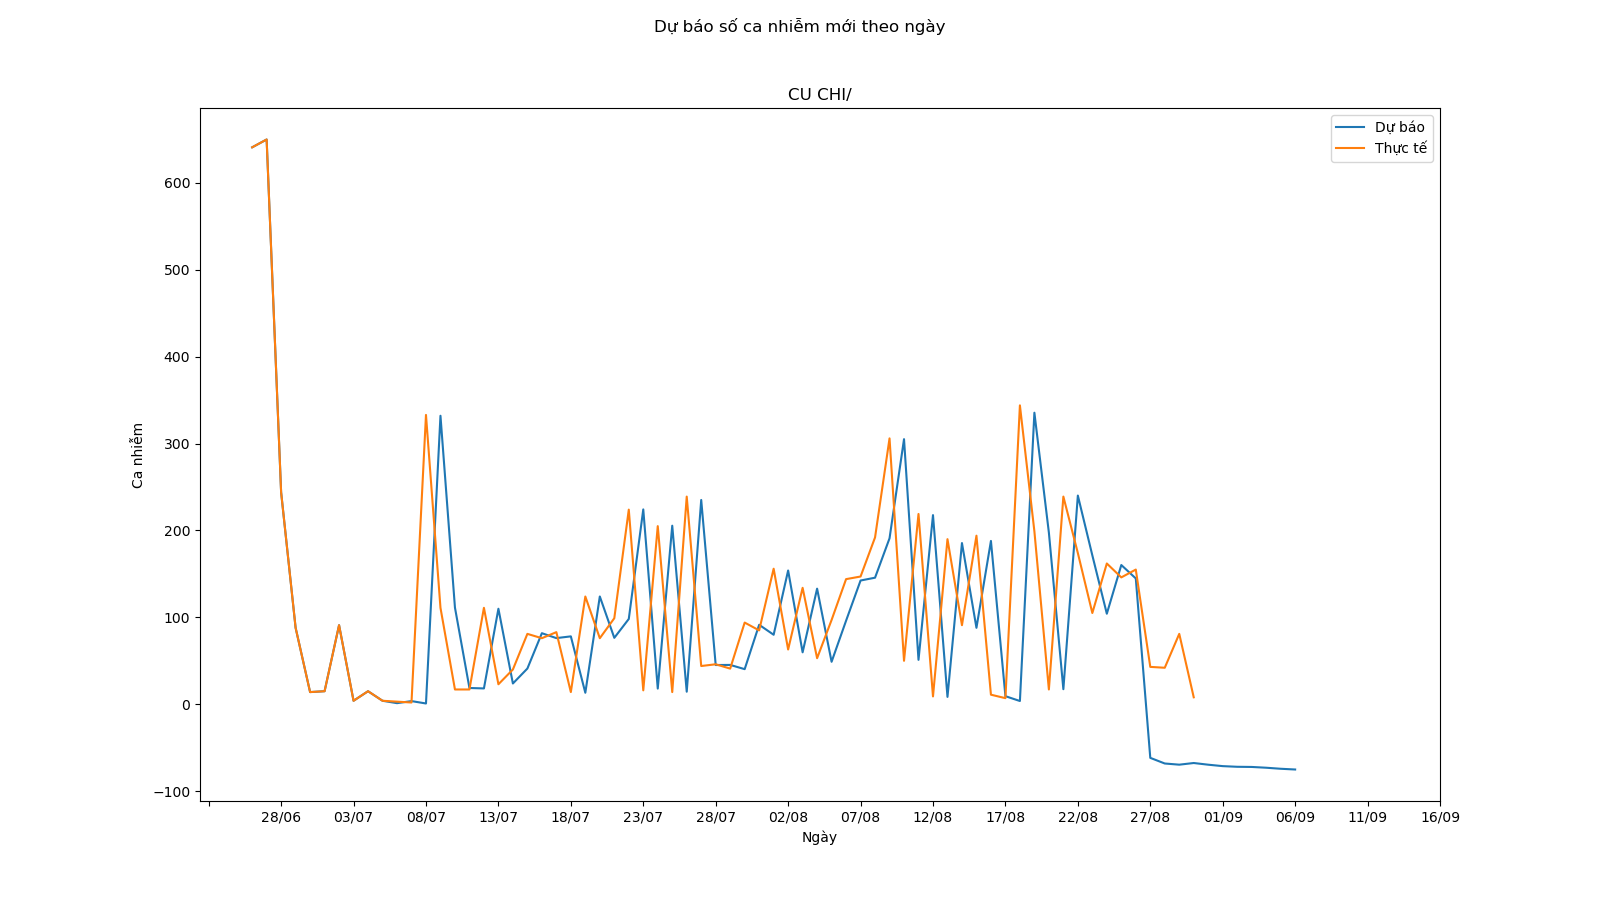 Dự báo số ca nhiễm mới theo ngày
CU CHI/
Dự báo
Thực tế
600
500
400
300
200
100
0
−100
Ca nhiễm
28/06 03/07 08/07 13/07 18/07 23/07 28/07 02/08 07/08 12/08 17/08 22/08 27/08 01/09 06/09 11/09 16/09
Ngày